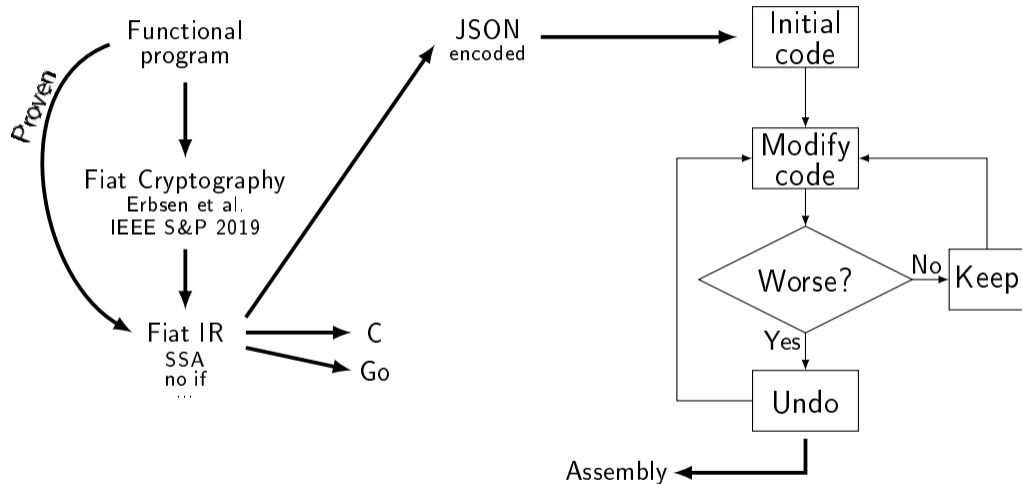 Functional
program
Proven
Fiat Cryptography
Erbsen et al.
IEEE S&P 2019
Fiat IR
SSA
no if
...
C
Go
JSON
encoded
Initial
code
Modify
code
Worse?
No
Keep
Yes
Undo
Assembly